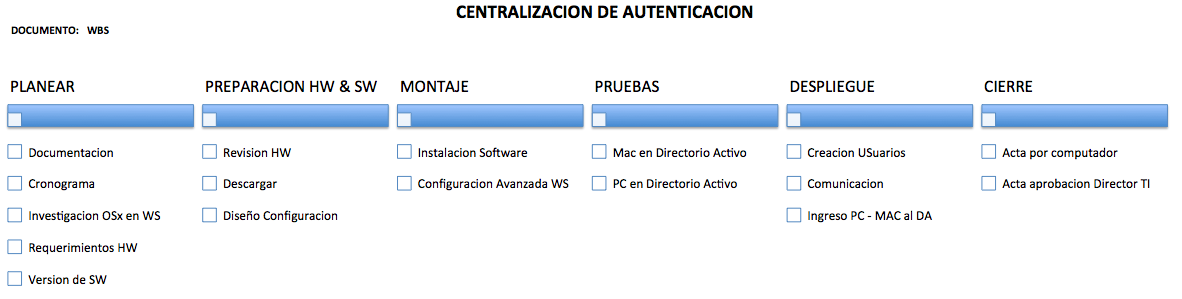 CENTRALIZACION DE AUTENTICACION
DOCUMENTO: WBS
PLANEAR
Documentacion
Cronograma
Investigacion OSx en WS
Requerimientos HW
Version de SW
PREPARACION HW & SW
Revision HW
Descargar
Diseño Configuracion
MONTAJE
Instalacion Software
Configuracion Avanzada WS
PRUEBAS
Mac en Directorio Activo
PC en Directorio Activo
DESPLIEGUE
Creacion USuarios
Comunicacion
Ingreso PC - MAC al DA
CIERRE
Acta por computador
Acta aprobacion Director TI